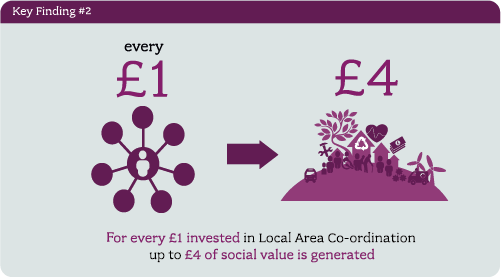 Key Finding #2
every
£1
£4
For every £1 invested in Local Area Co-ordination
up to £4 of social value is generated